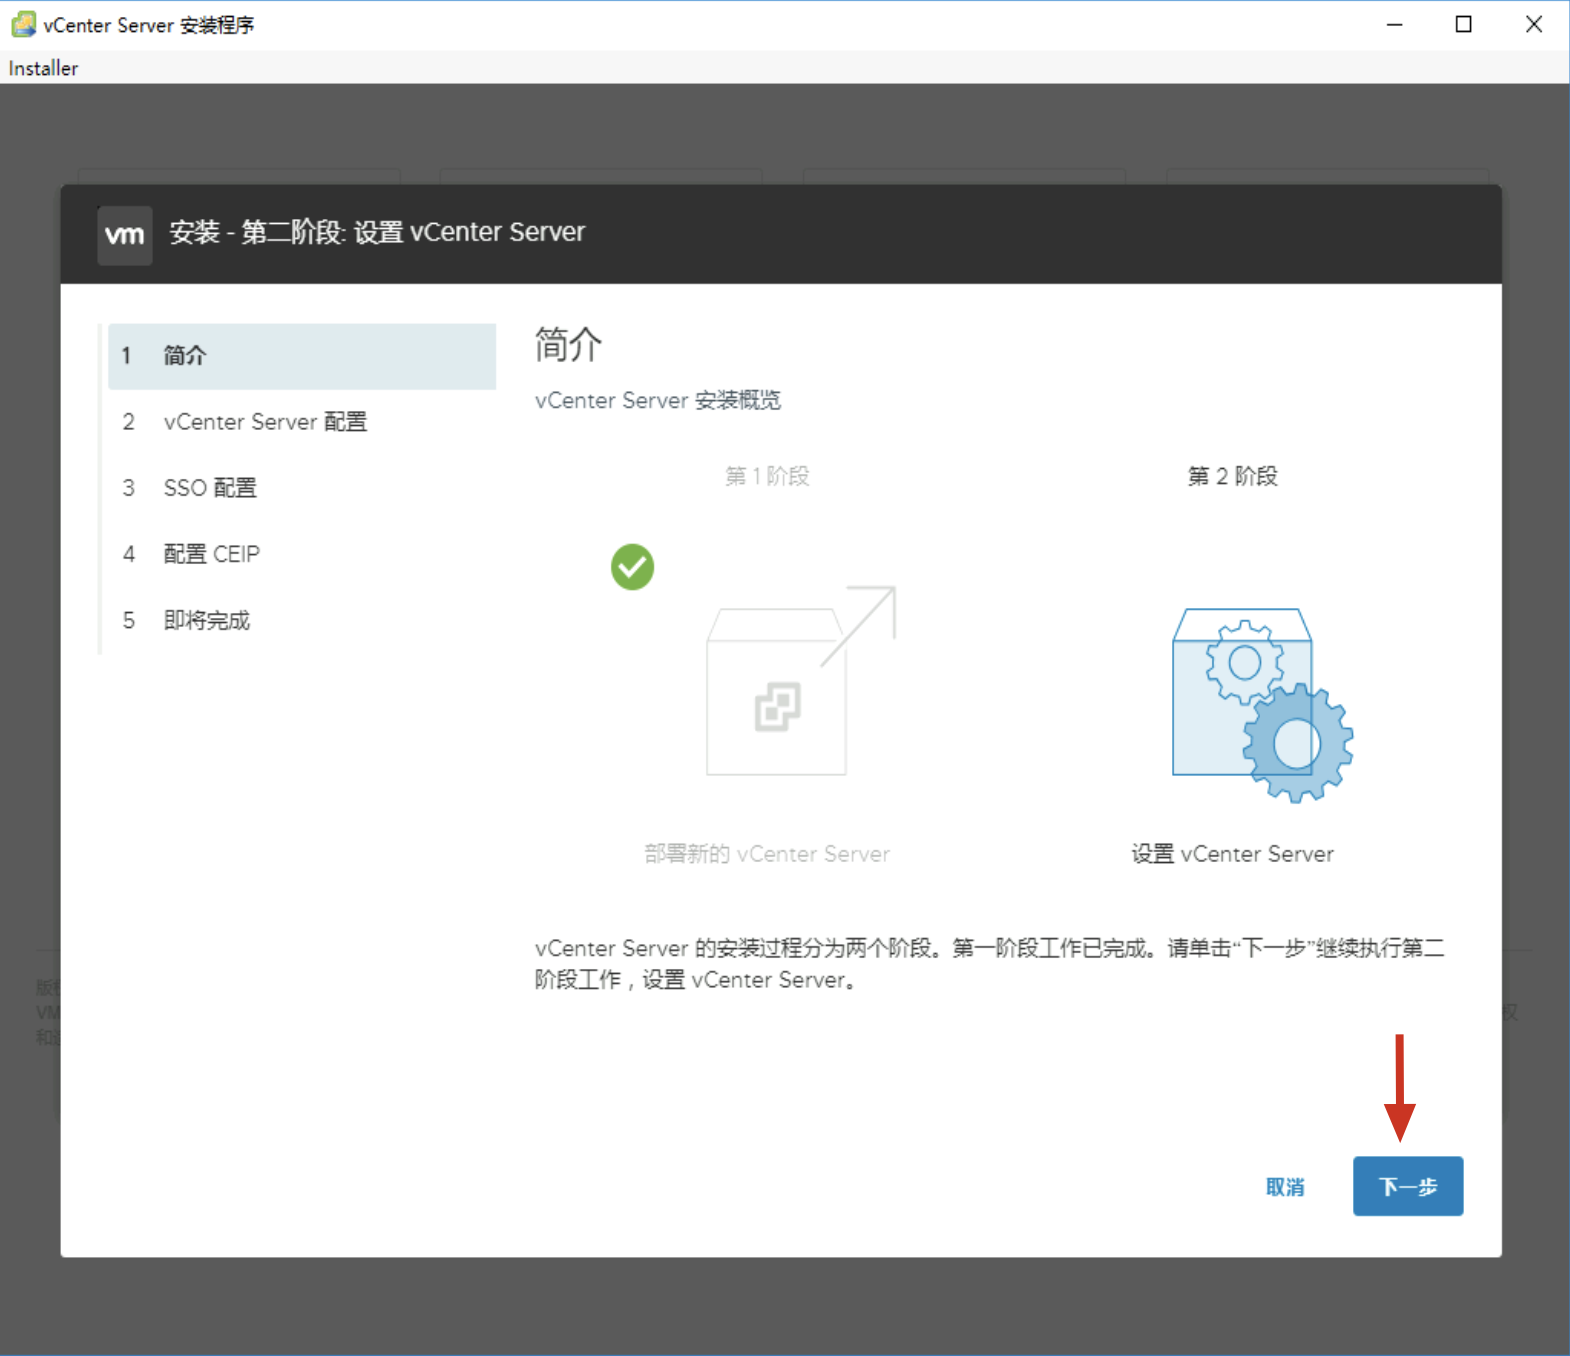 vCenter Server 安装程序
Installer
vm 安装 - 第二阶段: 设置 vCenter Server
1 简介
2 vCenter Server 配置
3 SSO 配置
4 配置 CEIP
5 即将完成
简介
vCenter Server 安装概览
第 1 阶段
第 2 阶段
部署新的 vCenter Server
设置 vCenter Server
vCenter Server 的安装过程分为两个阶段。第一阶段工作已完成。请单击“下一步”继续执行第二
阶段工作，设置 vCenter Server。
VM
权
和
取消
下一步